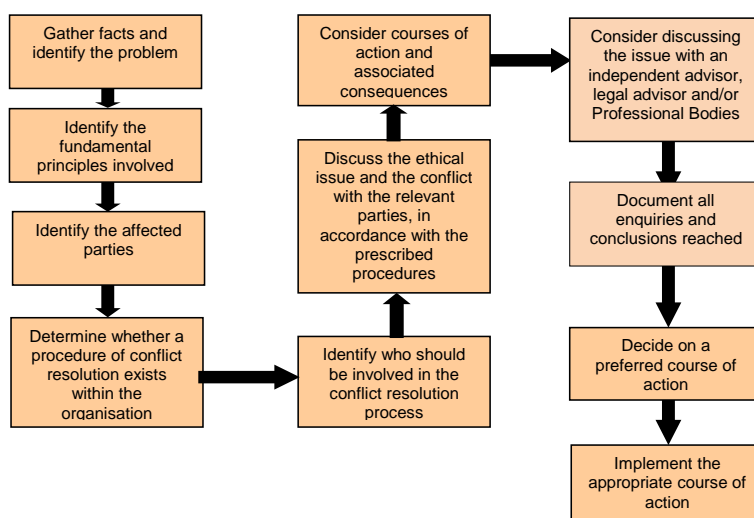 Gather facts and
identify the problem
Identify the
fundamental
principles involved
Identify the affected
parties
Determine whether a
procedure of conflict
resolution exists
within the
organisation
Identify who should
be involved in the
conflict resolution
process
Discuss the ethical
issue and the conflict
with the relevant
parties, in
accordance with the
prescribed
procedures
Consider courses of
action and
associated
consequences
Consider discussing
the issue with an
independent advisor,
legal advisor and/or
Professional Bodies
Document all
enquiries and
conclusions reached
Decide on a
preferred course of
action
Implement the
appropriate course of
action